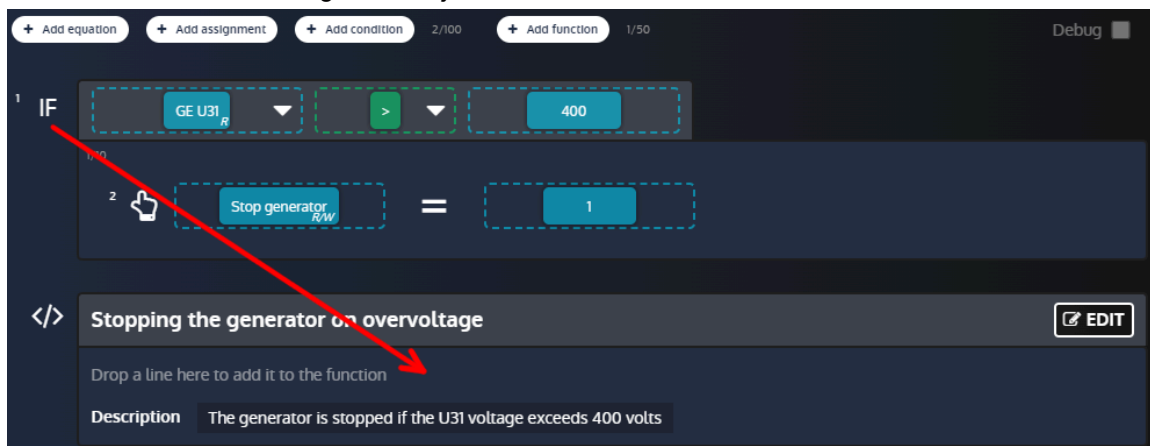 + Add equation + Add assignment + Add condition 2/100 + Add function 1/50 Debug
1 IF GE U31 R > 400
1/10
2 Stop generator R/W = 1
</> Stopping the generator on overvoltage EDIT
Drop a line here to add it to the function
Description The generator is stopped if the U31 voltage exceeds 400 volts